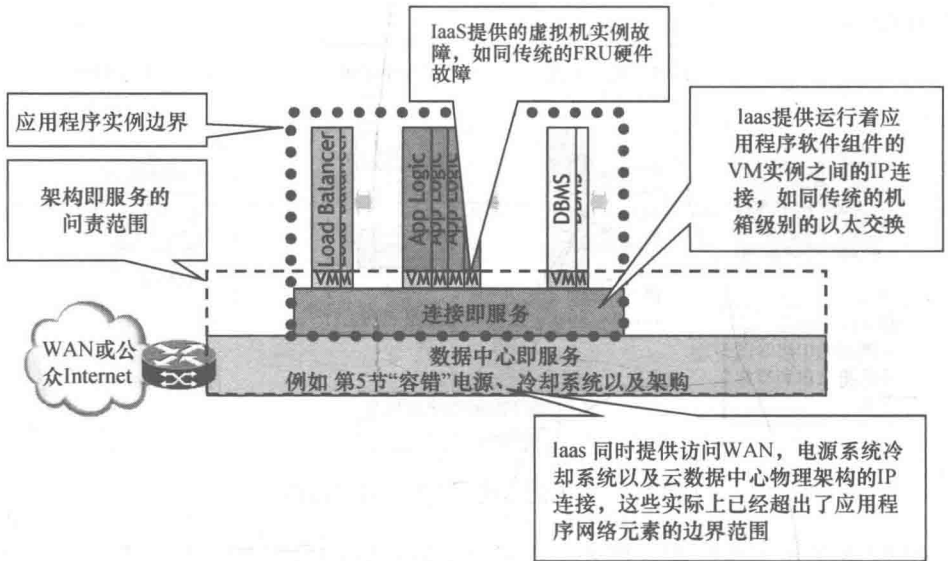 IaaS提供的虚拟机实例故
障，如同传统的FRU硬件
故障
应用程序实例边界
Iaas提供运行着应
用程序软件组件的
VM实例之间的IP连
接，如同传统的机
箱级别的以太交换
架构即服务的
问责范围
Load Balancer
Load Balancer
App Logic
App Logic
App Logic
DBMS
DBMS
VM
VM
VM
连接即服务
WAN或公
众Internet
数据中心即服务
例如 第5节“容错”电源、冷却系统以及架购
Iaas 同时提供访问WAN，电源系统冷
却系统以及云数据中心物理架构的IP
连接，这些实际上已经超出了应用程
序网络元素的边界范围